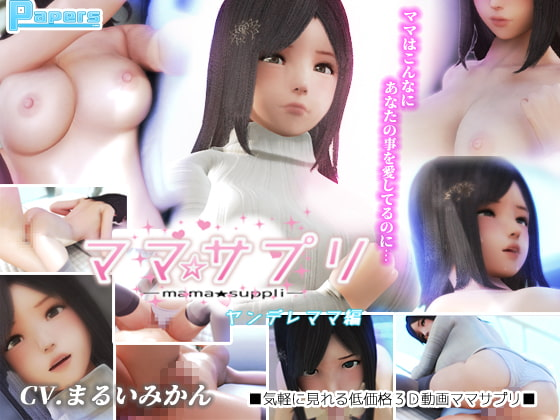 Papers
ママはこんなに
あなたの事を愛してるのに…
ママ☆サプリ
mama★suppli
ヤンデレママ編
CV.まるいみかん
■気軽に見れる低価格3D動画ママサプリ■